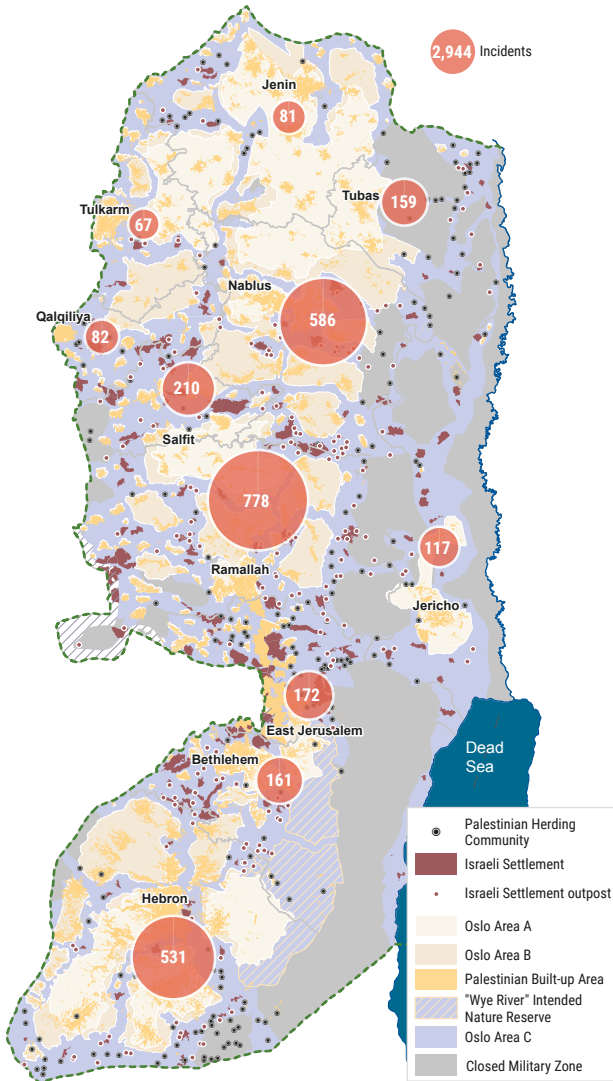 2,944 Incidents
Jenin
81
Tubas
159
Tulkarm
67
Nablus
586
Qalqiliya
82
210
Salfit
778
117
Ramallah
Jericho
172
East Jerusalem
Bethlehem
161
Dead
Sea
Hebron
531
Palestinian Herding
Community
Israeli Settlement
Israeli Settlement outpost
Oslo Area A
Oslo Area B
Palestinian Built-up Area
"Wye River" Intended
Nature Reserve
Oslo Area C
Closed Military Zone